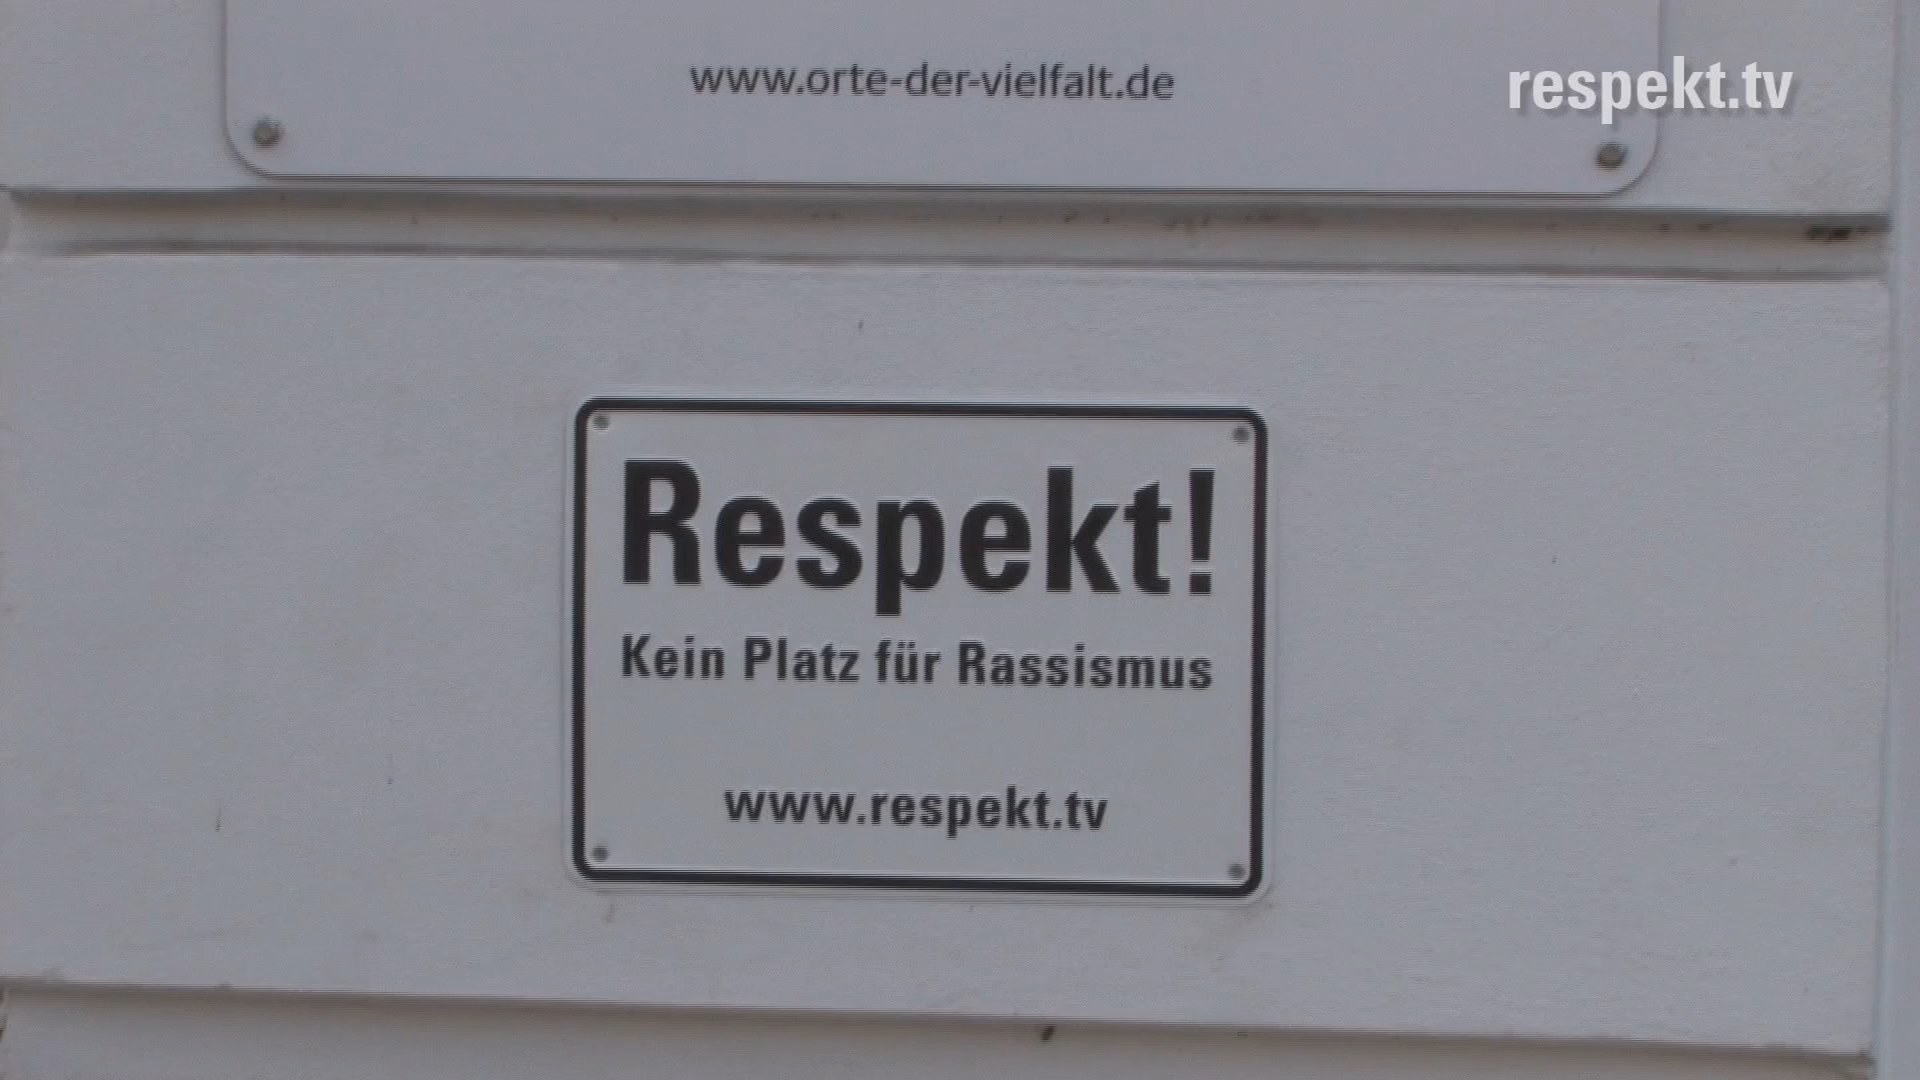 www.orte-der-vielfalt.de
respekt.tv
Respekt!
Kein Platz für Rassismus
www.respekt.tv